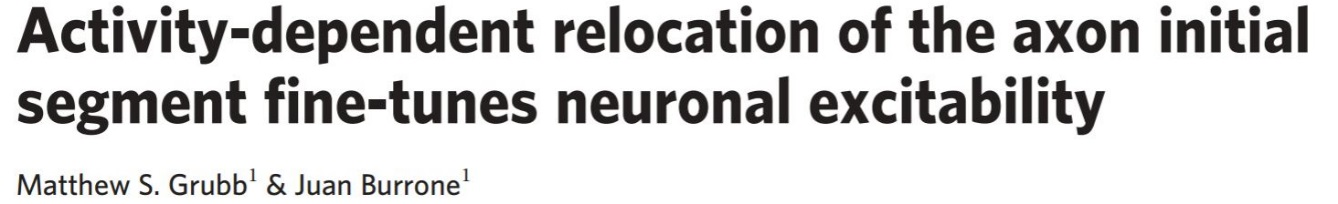 Activity-dependent relocation of the axon initial
segment fine-tunes neuronal excitability
Matthew S. Grubb¹ & Juan Burrone¹